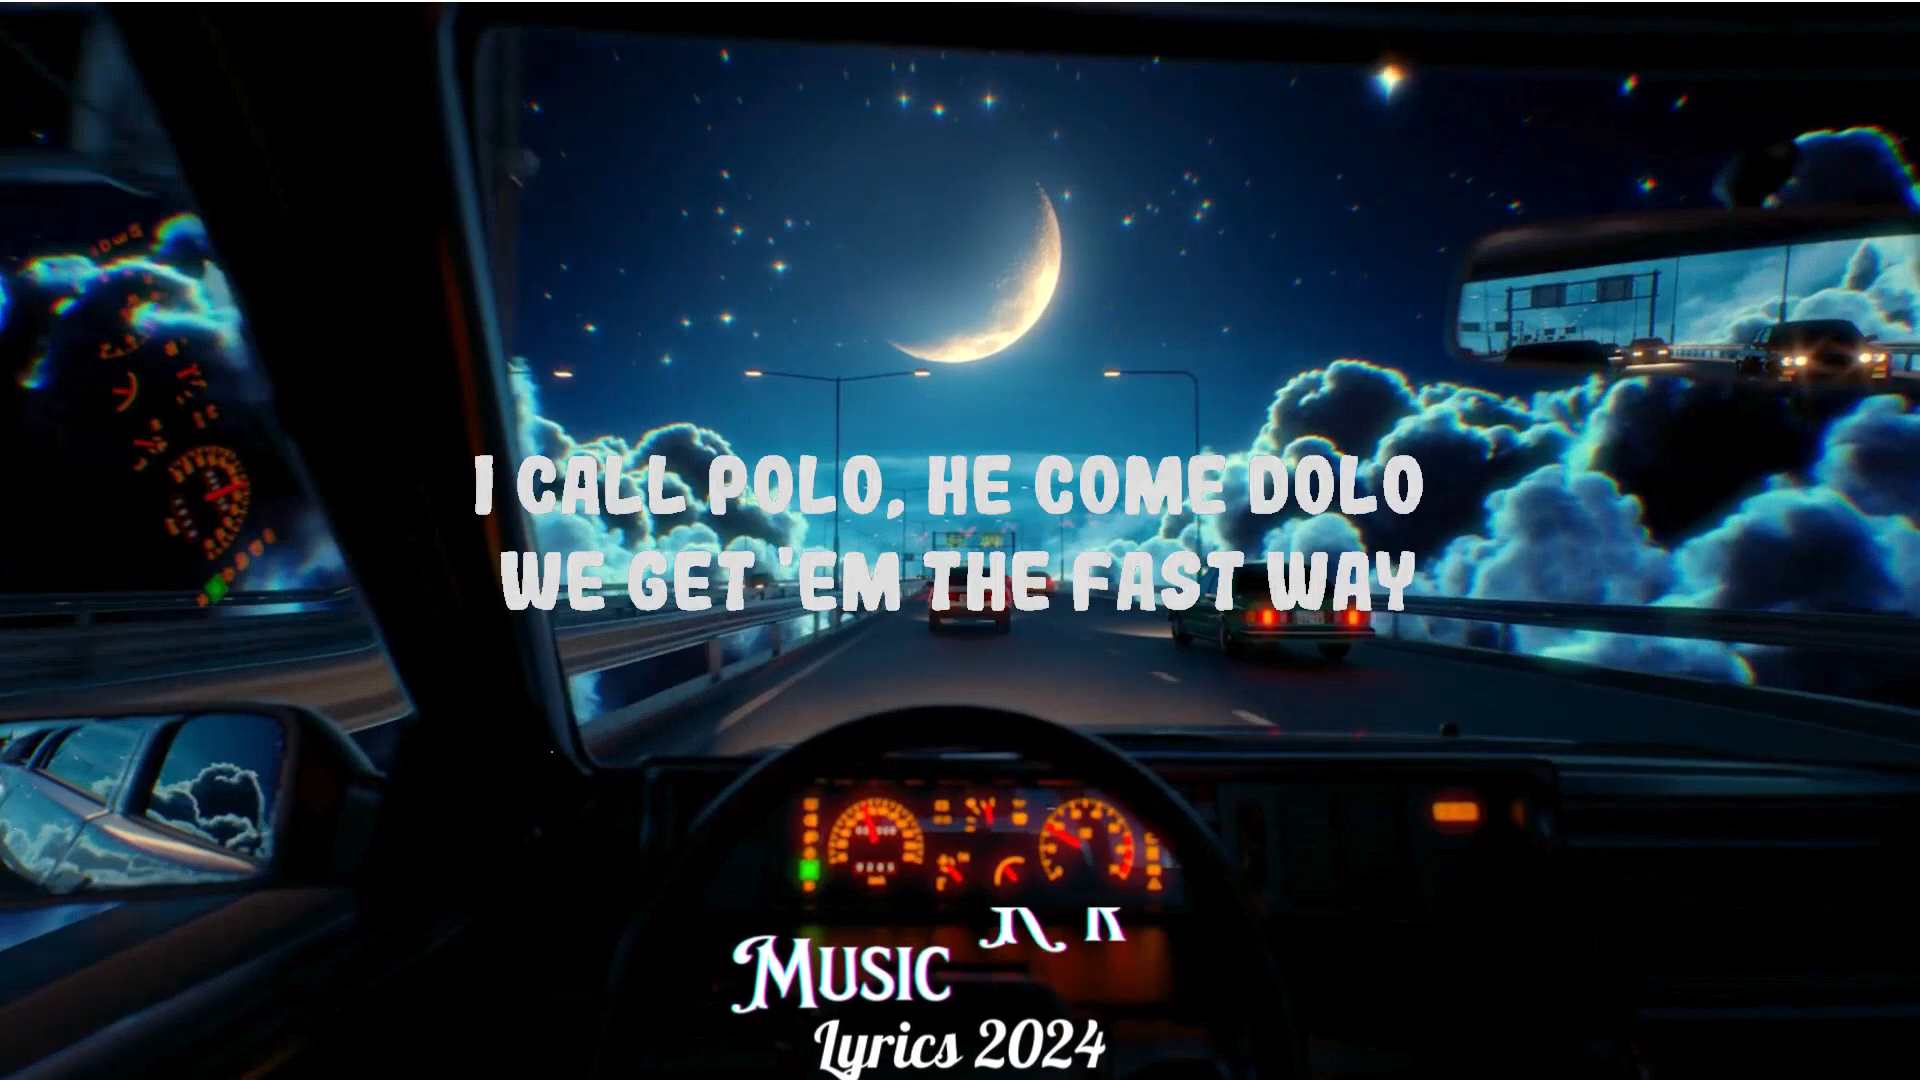 I CALL POLO, HE COME DOLO
WE GET 'EM THE FAST WAY
MUSIC
Lyrics 2024